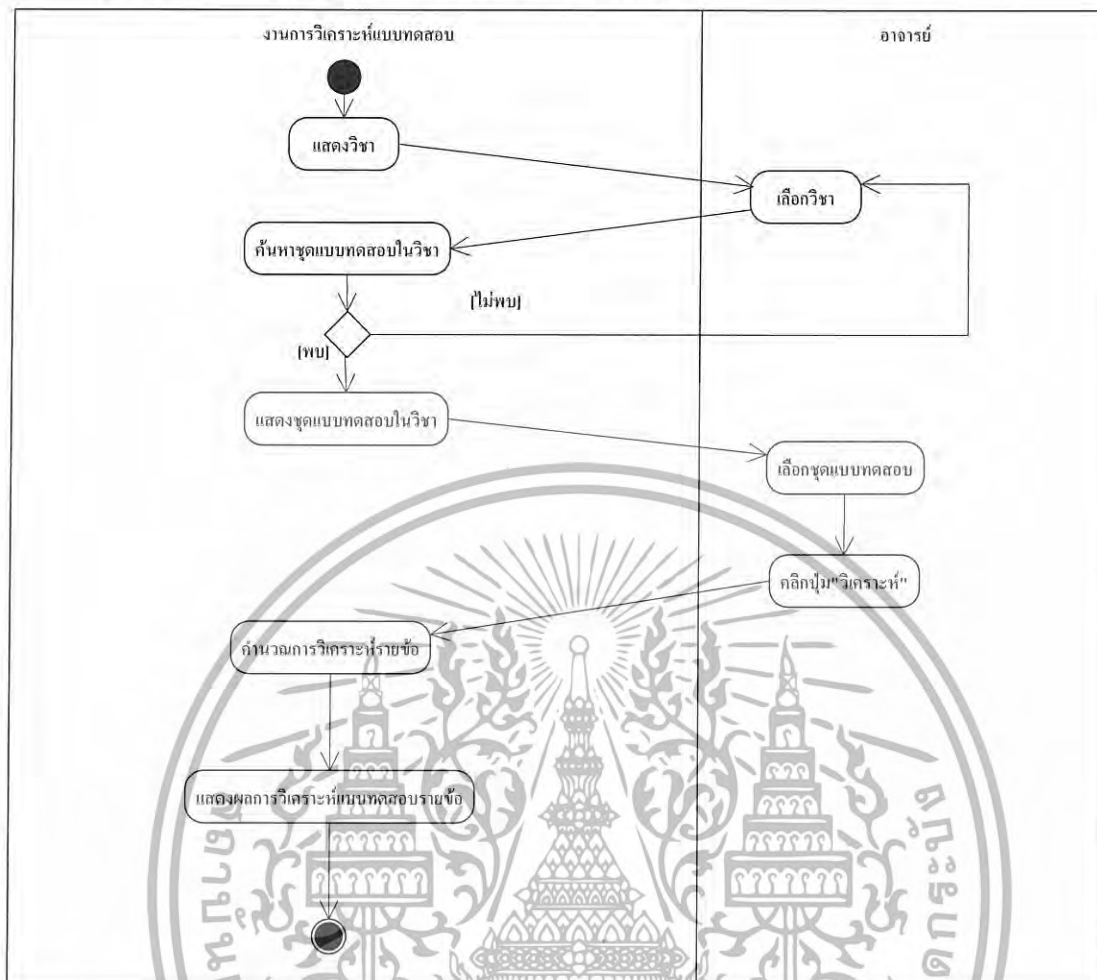 งานการวิเคราะห์แบบทดสอบ
อาจารย์
แสดงวิชา
เลือกวิชา
ค้นหาชุดแบบทดสอบในวิชา
[ไม่พบ]
[พบ]
แสดงชุดแบบทดสอบในวิชา
เลือกชุดแบบทดสอบ
คลิกปุ่ม"วิเคราะห์"
คำนวณการวิเคราะห์รายข้อ
แสดงผลการวิเคราะห์แบบทดสอบรายข้อ